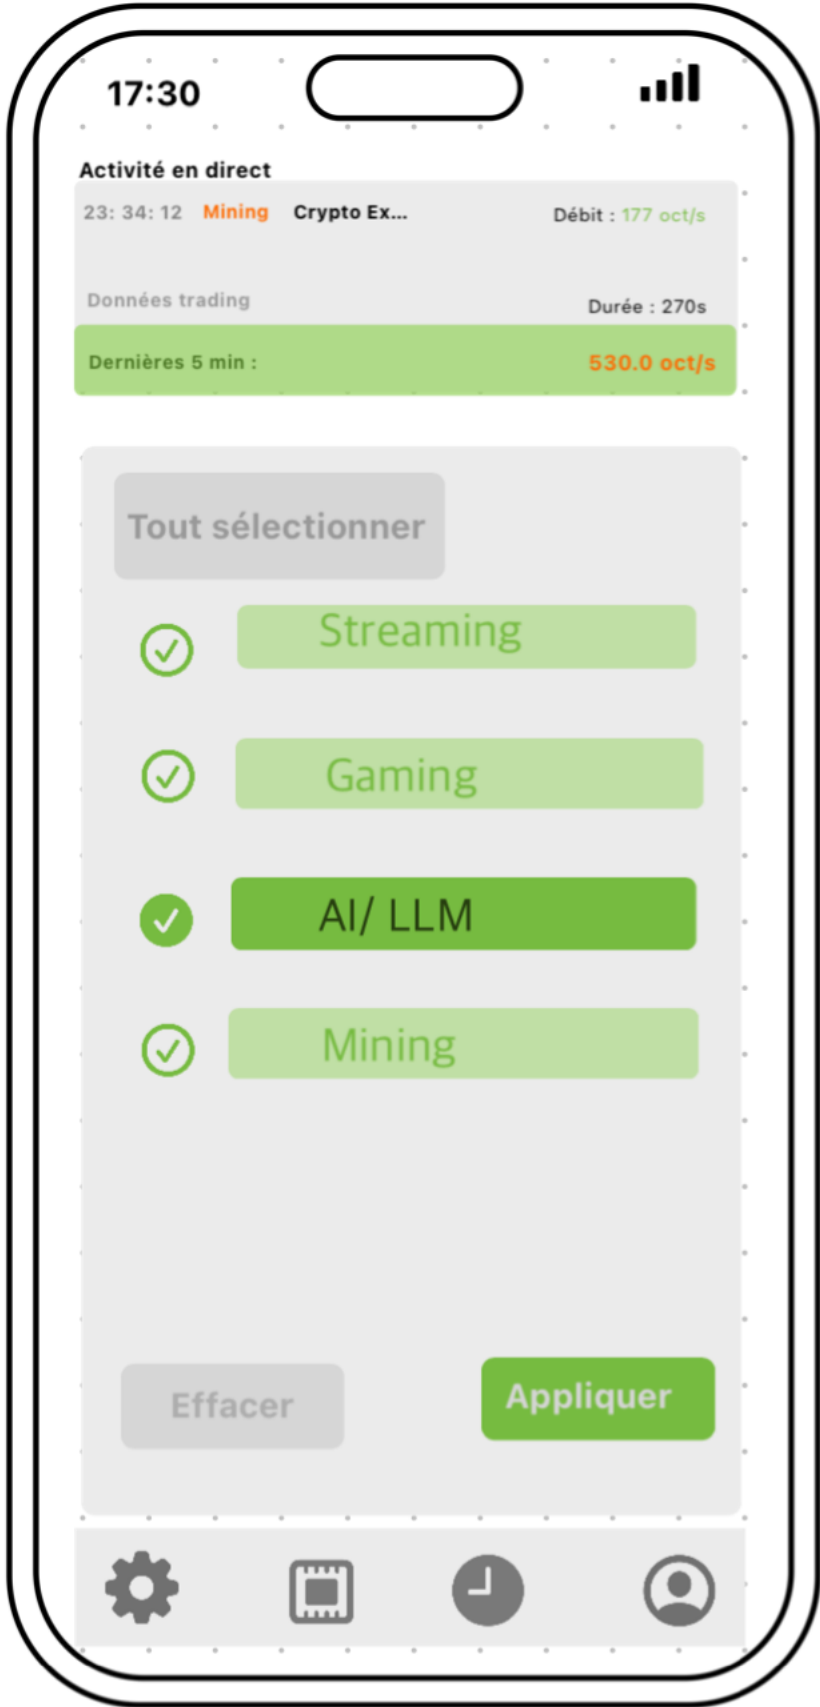 17:30
Activité en direct
23: 34: 12 Mining Crypto Ex... Débit : 177 oct/s
Données trading Durée : 270s
Dernières 5 min : 530.0 oct/s
Tout sélectionner
Streaming
Gaming
AI/ LLM
Mining
Effacer Appliquer